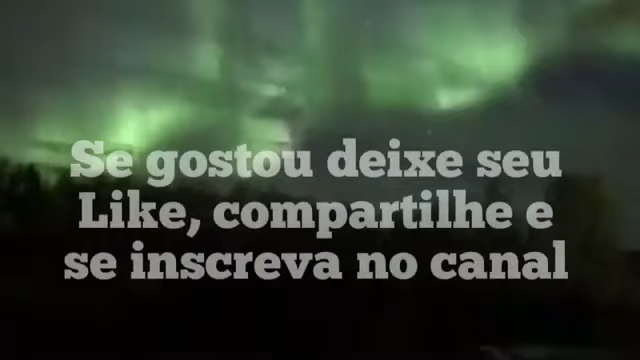 Se gostou deixe seu
Like, compartilhe e
se inscreva no canal